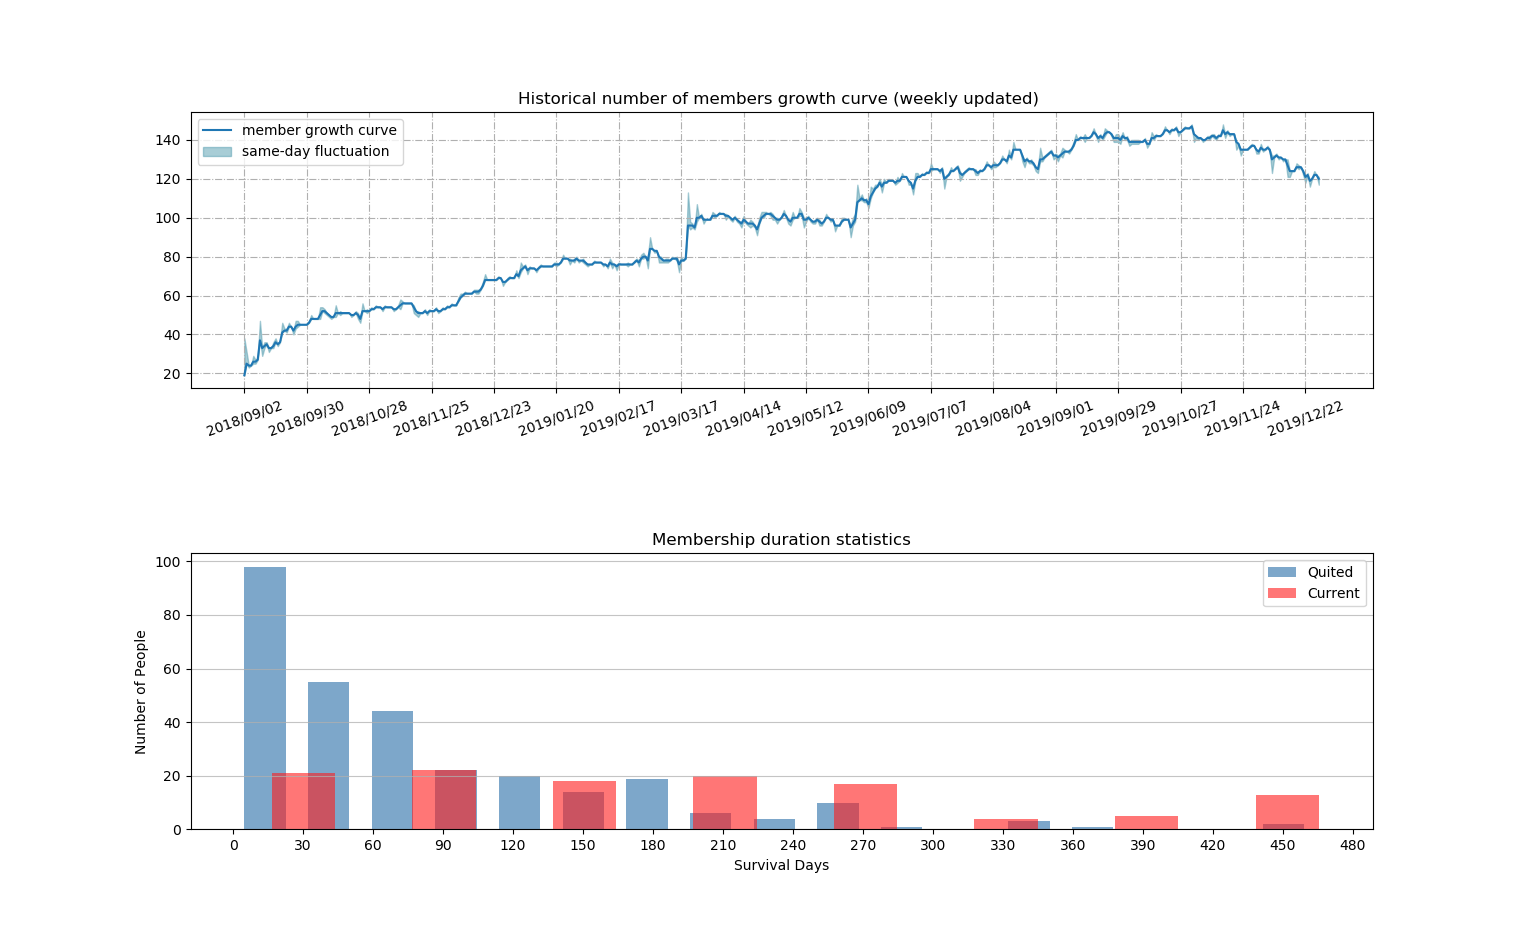 Historical number of members growth curve (weekly updated)
member growth curve
same-day fluctuation
140
120
100
80
60
40
20
2018/09/02 2018/09/30 2018/10/28 2018/11/25 2018/12/23 2019/01/20 2019/02/17 2019/03/17 2019/04/14 2019/05/12 2019/06/09 2019/07/07 2019/08/04 2019/09/01 2019/09/29 2019/10/27 2019/11/24 2019/12/22
Membership duration statistics
Quited
Current
Number of People
100
80
60
40
20
0
0 30 60 90 120 150 180 210 240 270 300 330 360 390 420 450 480
Survival Days